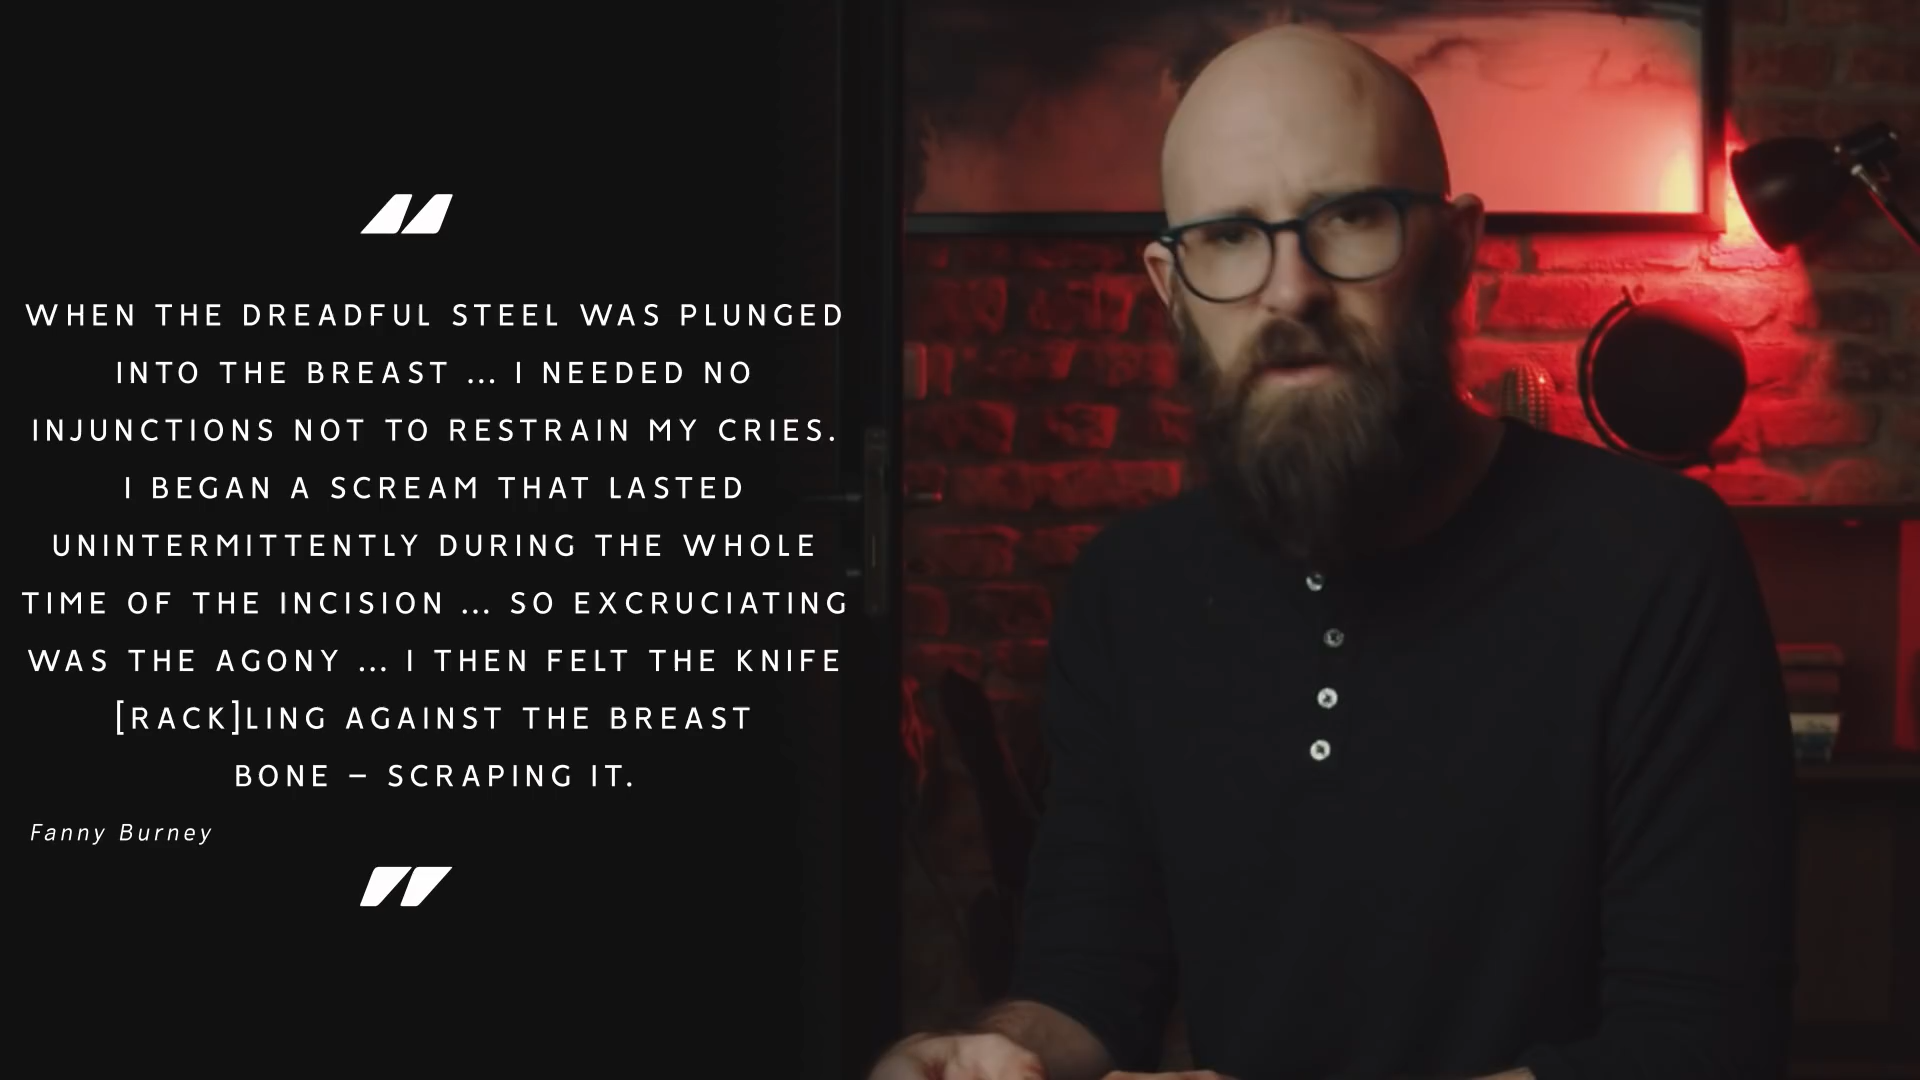 WHEN THE DREADFUL STEEL WAS PLUNGED
INTO THE BREAST ... I NEEDED NO
INJUNCTIONS NOT TO RESTRAIN MY CRIES.
I BEGAN A SCREAM THAT LASTED
UNINTERMITTENTLY DURING THE WHOLE
TIME OF THE INCISION ... SO EXCRUCIATING
WAS THE AGONY ... I THEN FELT THE KNIFE
[RACK]LING AGAINST THE BREAST
BONE – SCRAPING IT.
Fanny Burney